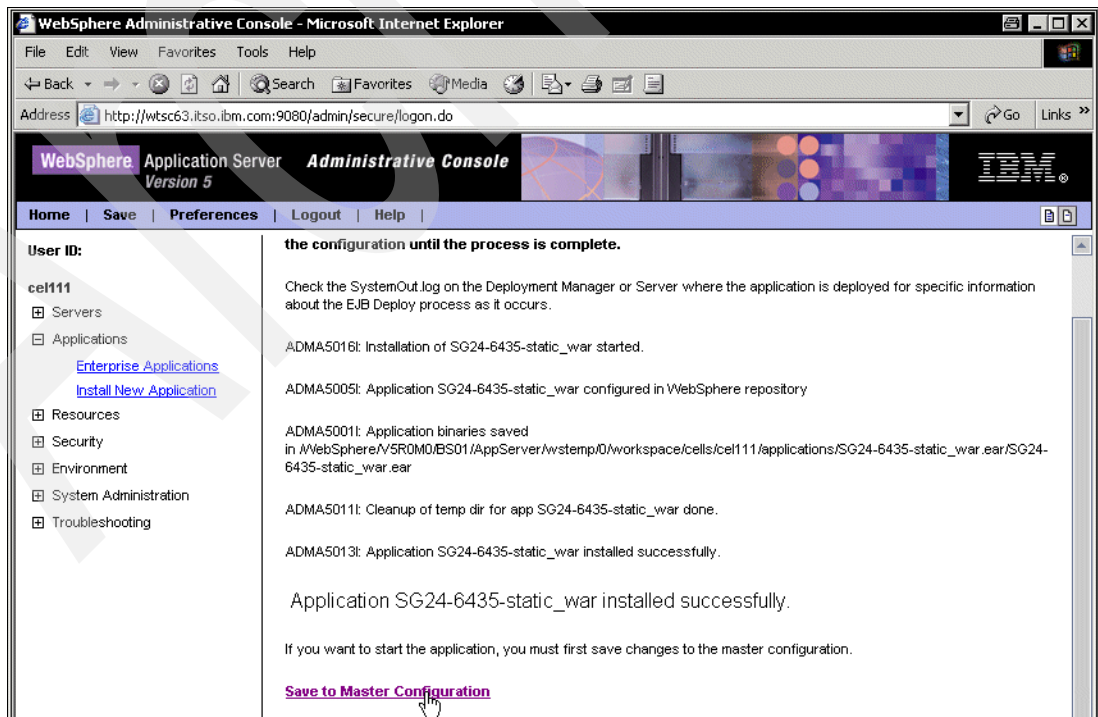 WebSphere Administrative Console - Microsoft Internet Explorer
File Edit View Favorites Tools Help
Back Search Favorites Media
Address http://wtsc63.itso.ibm.com:9080/admin/secure/logon.do Go Links »
WebSphere Application Server Administrative Console
Version 5
IBM®
Home | Save | Preferences | Logout | Help |
User ID:
cel111
Servers
Applications
Enterprise Applications
Install New Application
Resources
Security
Environment
System Administration
Troubleshooting
the configuration until the process is complete.
Check the SystemOut.log on the Deployment Manager or Server where the application is deployed for specific information
about the EJB Deploy process as it occurs.
ADMA5016I: Installation of SG24-6435-static_war started.
ADMA5005I: Application SG24-6435-static_war configured in WebSphere repository
ADMA5001I: Application binaries saved
in /WebSphere/V5R0M0/BS01/AppServer/wstemp/0/workspace/cells/cel111/applications/SG24-6435-static_war.ear/SG24-
6435-static_war.ear
ADMA5011I: Cleanup of temp dir for app SG24-6435-static_war done.
ADMA5013I: Application SG24-6435-static_war installed successfully.
Application SG24-6435-static_war installed successfully.
If you want to start the application, you must first save changes to the master configuration.
Save to Master Configuration